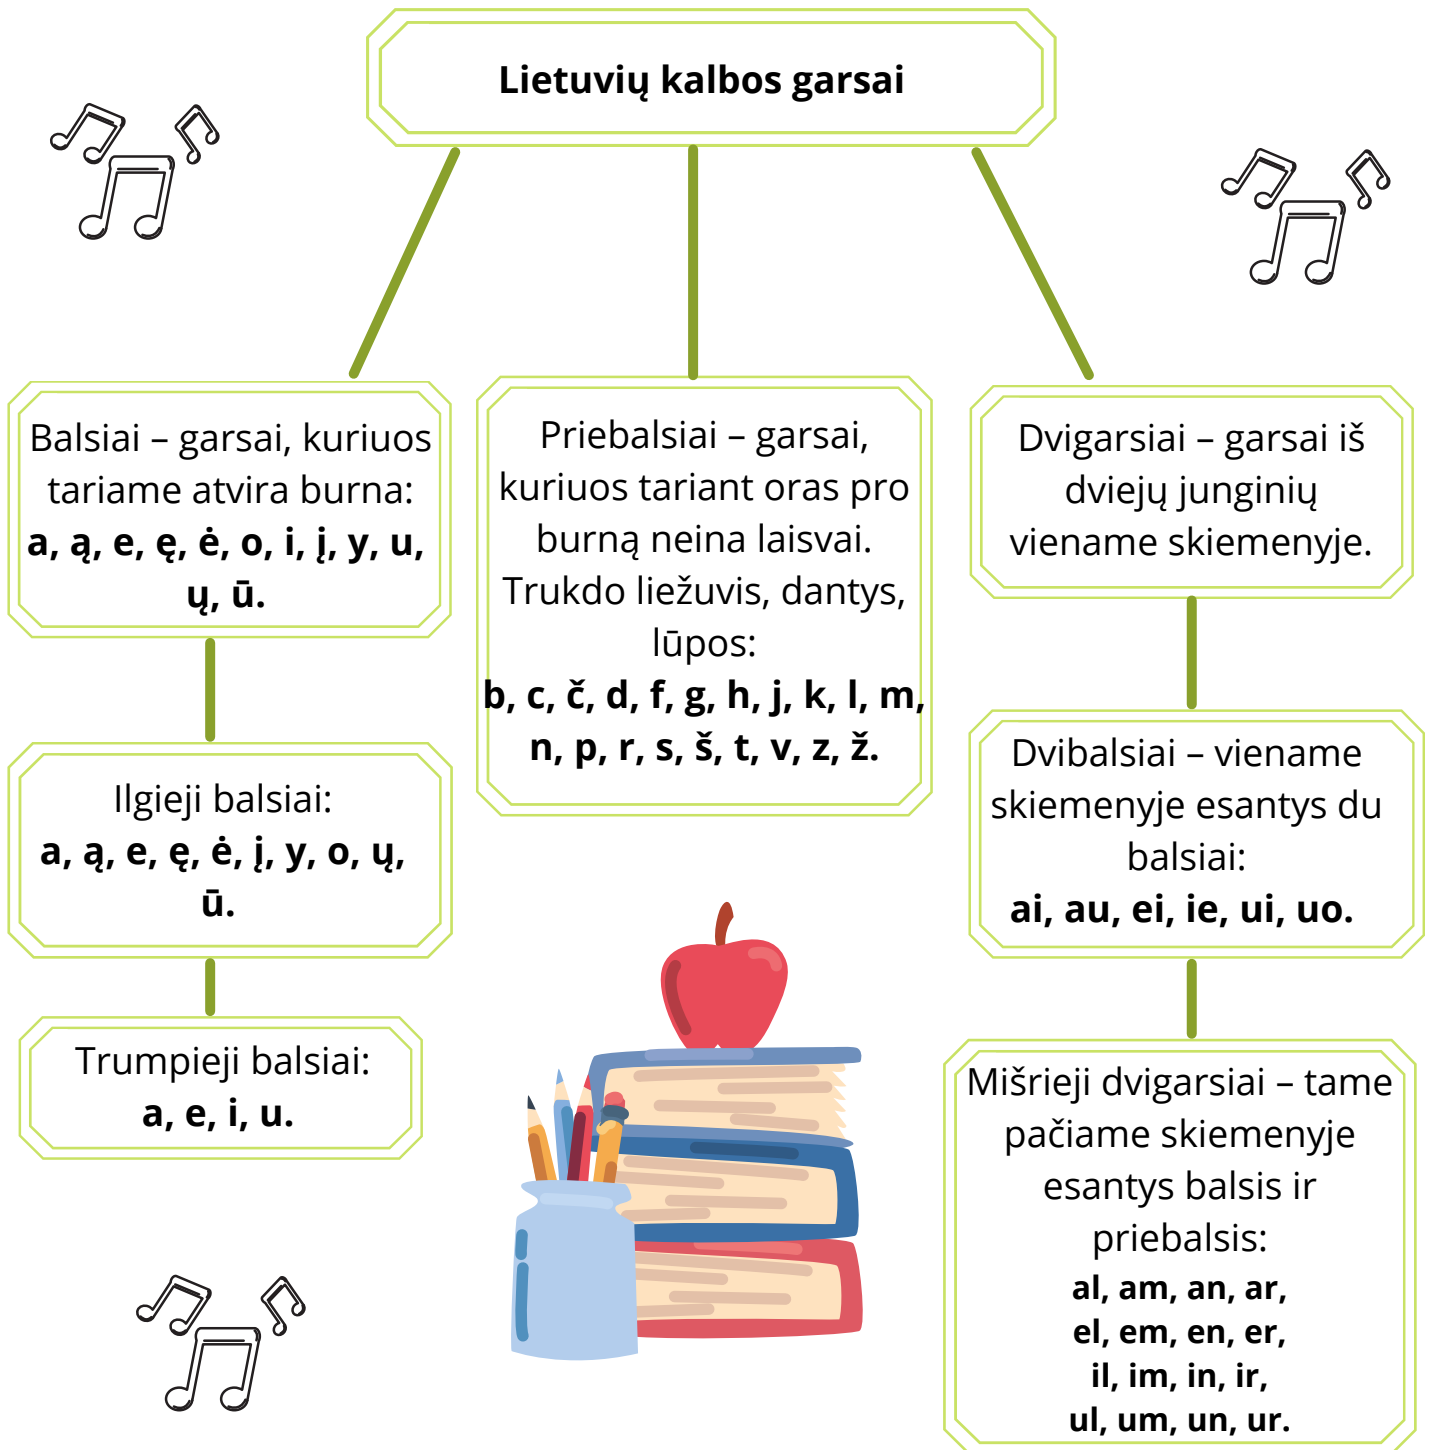 Lietuvių kalbos garsai
Balsiai – garsai, kuriuos
tariame atvira burna:
a, ą, e, ę, ė, o, i, į, y, u,
ų, ū.
Ilgieji balsiai:
a, ą, e, ę, ė, į, y, o, ų,
ū.
Trumpieji balsiai:
a, e, i, u.
Priebalsiai – garsai,
kuriuos tariant oras pro
burną neina laisvai.
Trukdo liežuvis, dantys,
lūpos:
b, c, č, d, f, g, h, j, k, l, m,
n, p, r, s, š, t, v, z, ž.
Dvigarsiai – garsai iš
dviejų junginių
viename skiemenyje.
Dvibalsiai – viename
skiemenyje esantys du
balsiai:
ai, au, ei, ie, ui, uo.
Mišrieji dvigarsiai – tame
pačiame skiemenyje
esantys balsis ir
priebalsis:
al, am, an, ar,
el, em, en, er,
il, im, in, ir,
ul, um, un, ur.